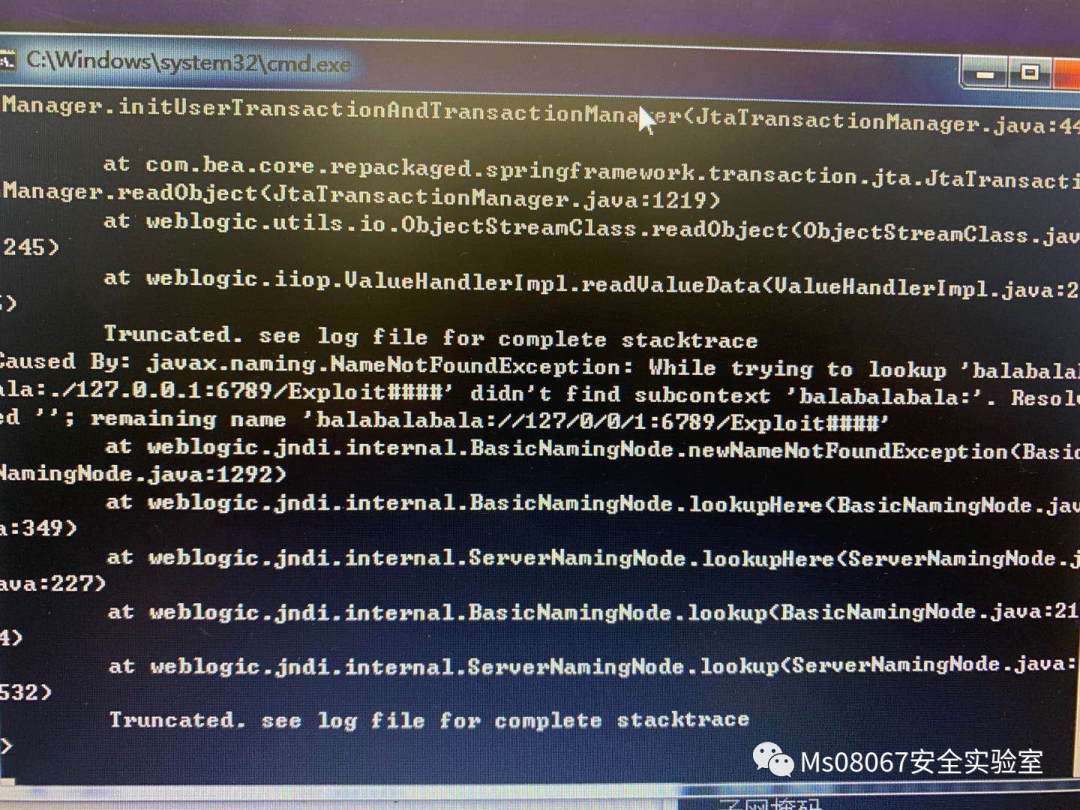 C:\Windows\system32\cmd.exe
Manager.initUserTransactionAndTransactionManager(JtaTransactionManager.java:44
at com.bea.core.repackaged.springframework.transaction.jta.JtaTransacti
Manager.readObject(JtaTransactionManager.java:1219)
at weblogic.utils.io.ObjectStreamClass.readObject(ObjectStreamClass.jav
245)
at weblogic.iiop.ValueHandlerImpl.readValueData(ValueHandlerImpl.java:2
)
Truncated. see log file for complete stacktrace
Caused By: javax.naming.NameNotFoundException: While trying to lookup 'balabalab
ala:./127.0.0.1:6789/Exploit####' didn't find subcontext 'balabalabala:'. Resolv
ed ''; remaining name 'balabalabala://127/0/0/1:6789/Exploit####'
at weblogic.jndi.internal.BasicNamingNode.newNameNotFoundException(Basic
NamingNode.java:1292)
at weblogic.jndi.internal.BasicNamingNode.lookupHere(BasicNamingNode.jav
a:349)
at weblogic.jndi.internal.ServerNamingNode.lookupHere(ServerNamingNode.j
ava:227)
at weblogic.jndi.internal.BasicNamingNode.lookup(BasicNamingNode.java:21
4)
at weblogic.jndi.internal.ServerNamingNode.lookup(ServerNamingNode.java:
532)
Truncated. see log file for complete stacktrace
>
Ms08067安全实验室
子网掩码